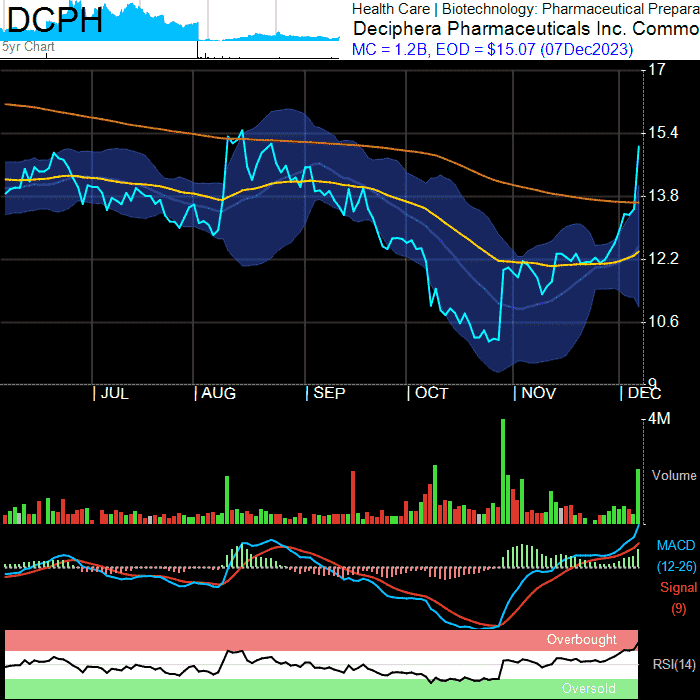 DCPH
5yr Chart
Health Care | Biotechnology: Pharmaceutical Prepara
Deciphera Pharmaceuticals Inc. Commo
MC = 1.2B, EOD = $15.07 (07Dec2023)
17
15.4
13.8
12.2
10.6
9
JUL
AUG
SEP
OCT
NOV
DEC
4M
Volume
MACD
(12-26)
Signal
(9)
Overbought
RSI(14)
Oversold